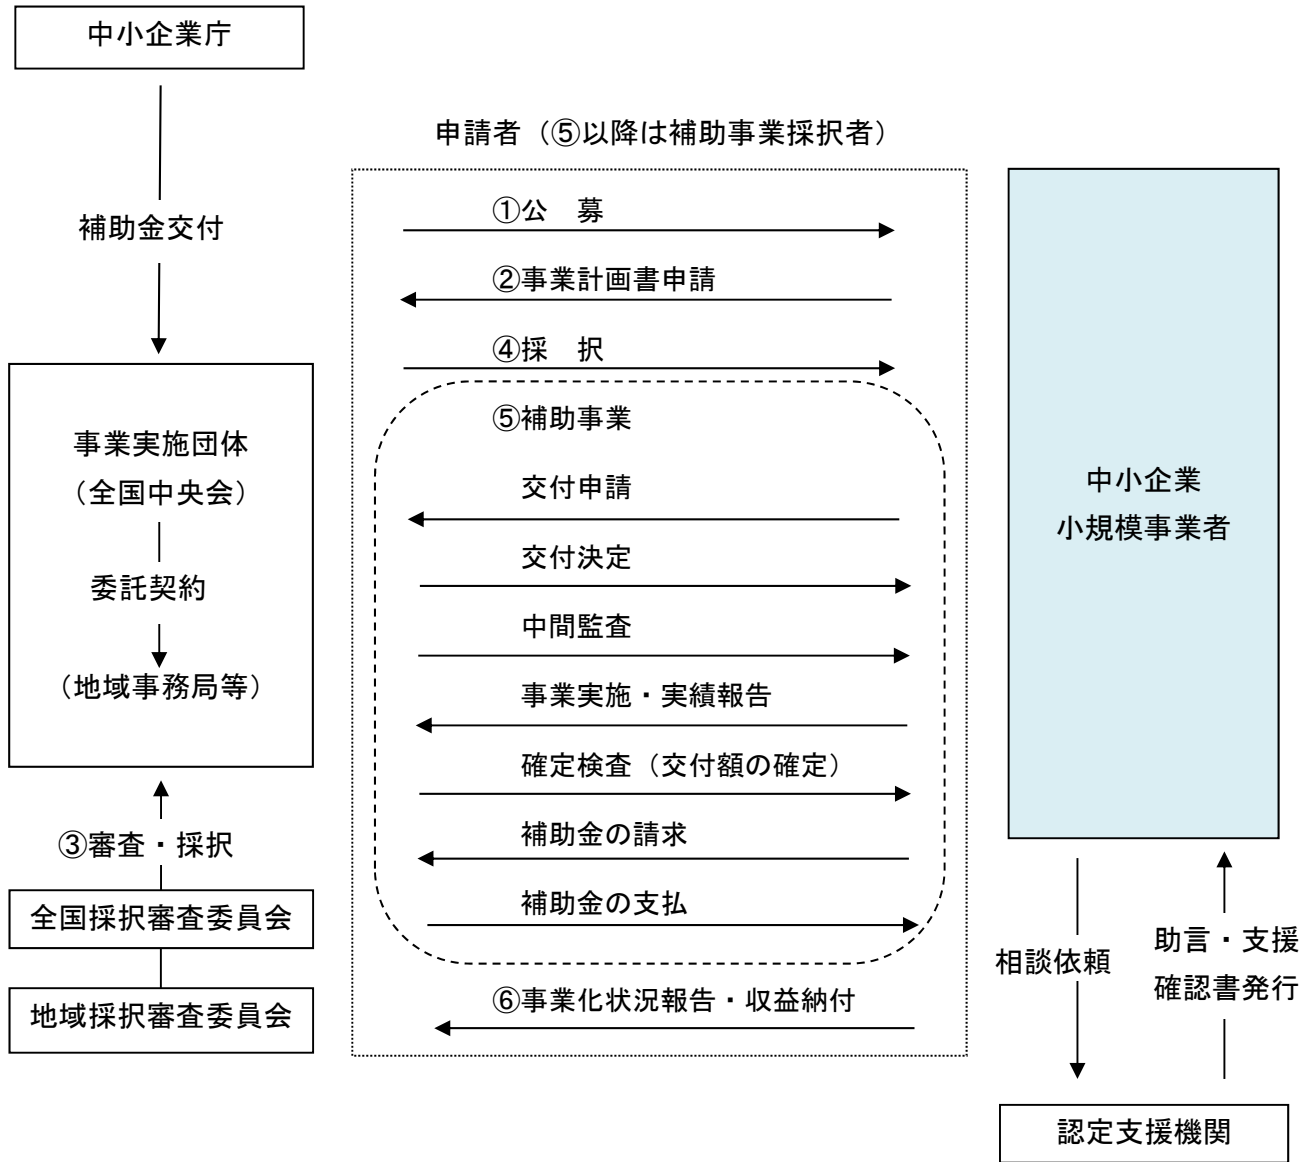 中小企業庁
補助金交付
事業実施団体
（全国中央会）
委託契約
（地域事務局等）
③審査・採択
全国採択審査委員会
地域採択審査委員会
申請者（⑤以降は補助事業採択者）
①公　募
②事業計画書申請
④採　択
⑤補助事業
交付申請
交付決定
中間監査
事業実施・実績報告
確定検査（交付額の確定）
補助金の請求
補助金の支払
⑥事業化状況報告・収益納付
中小企業
小規模事業者
相談依頼
助言・支援
確認書発行
認定支援機関